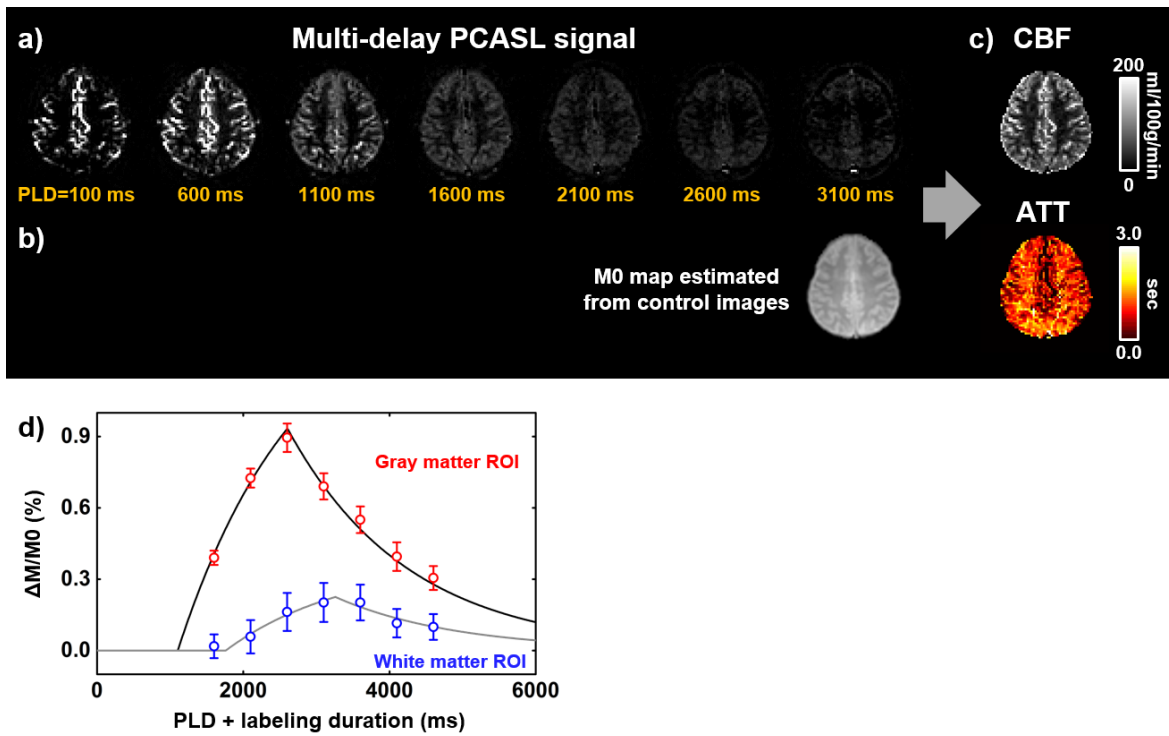 a)
Multi-delay PCASL signal
PLD=100 ms
600 ms
1100 ms
1600 ms
2100 ms
2600 ms
3100 ms
b)
M0 map estimated
from control images
c)
CBF
200
ml/100g/min
0
ATT
3.0
sec
0.0
d)
0.9
0.6
0.3
0.0
ΔM/M0 (%)
Gray matter ROI
White matter ROI
0
2000
4000
6000
PLD + labeling duration (ms)